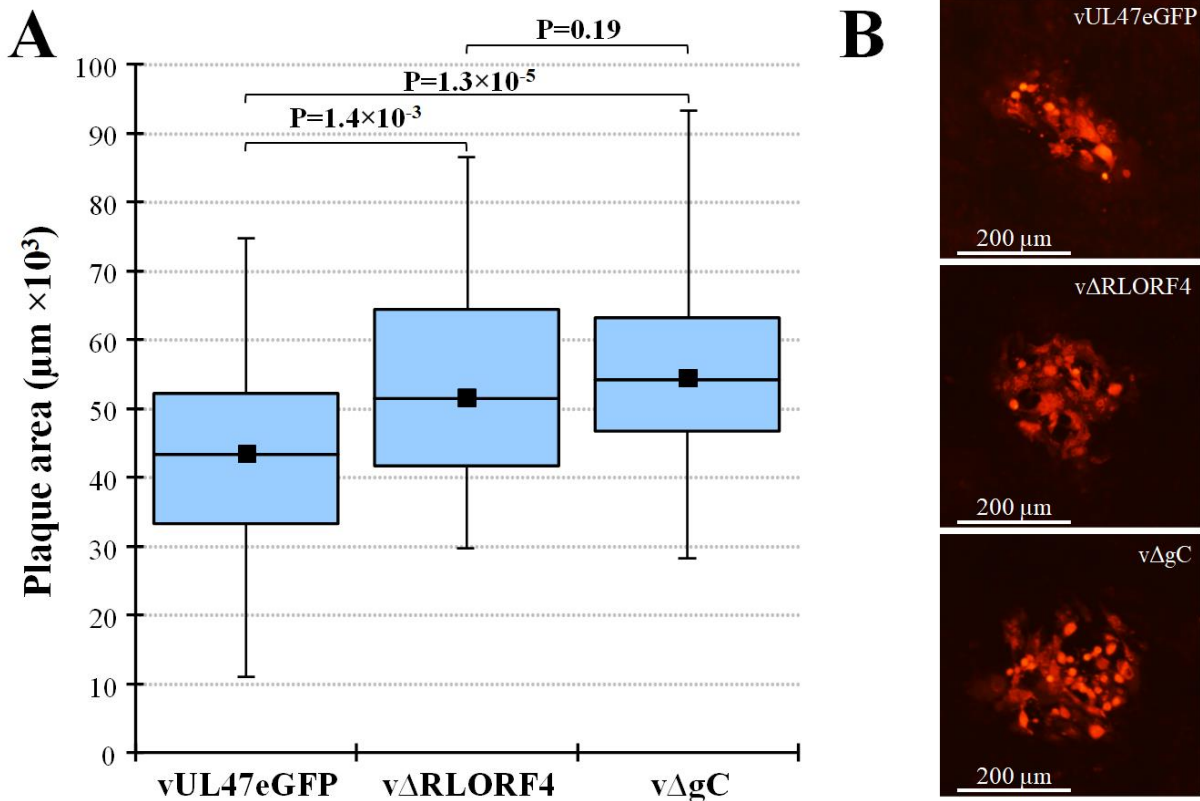 A
B
P=0.19
P=1.3×10-5
P=1.4×10-3
100
90
80
70
60
50
40
30
20
10
0
Plaque area (μm ×103)
vUL47eGFP
vΔRLORF4
vΔgC
vUL47eGFP
200 μm
vΔRLORF4
200 μm
vΔgC
200 μm